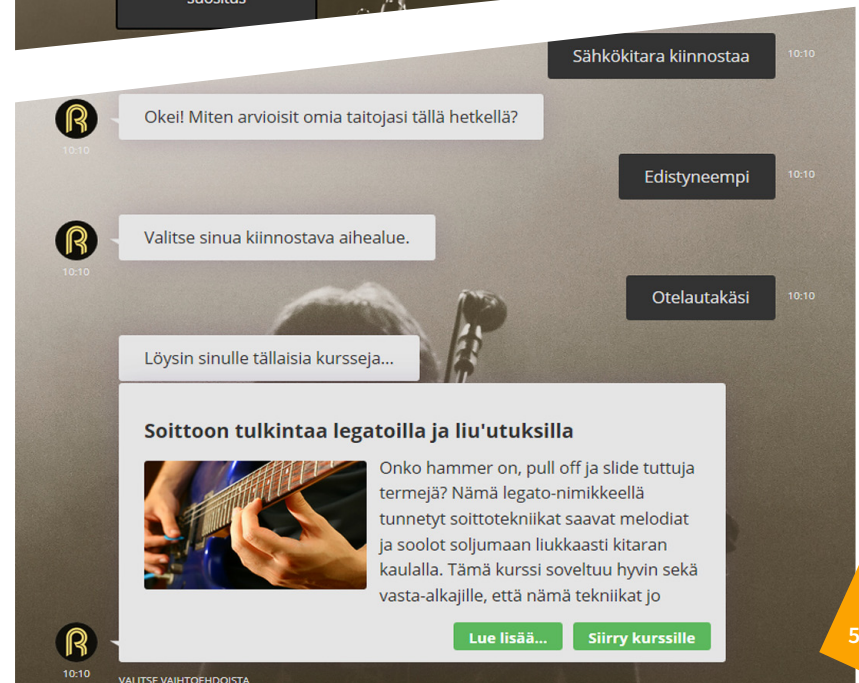 suositus
Sähkökitara kiinnostaa
10:10
Okei! Miten arvioisit omia taitojasi tällä hetkellä?
10:10
Edistyneempi
10:10
Valitse sinua kiinnostava aihealue.
10:10
Otelautakäsi
10:10
Löysin sinulle tällaisia kursseja...
Soittoon tulkintaa legatoilla ja liu'utuksilla
Onko hammer on, pull off ja slide tuttuja
termejä? Nämä legato-nimikkeellä
tunnetyt soittotekniikat saavat melodiat
ja soolot soljumaan liukkaasti kitaran
kaulalla. Tämä kurssi soveltuu hyvin sekä
vasta-alkajille, että nämä tekniikat jo
Lue lisää...
Siirry kurssille
10:10
VALITSE VAIHTOEHDOISTA
5